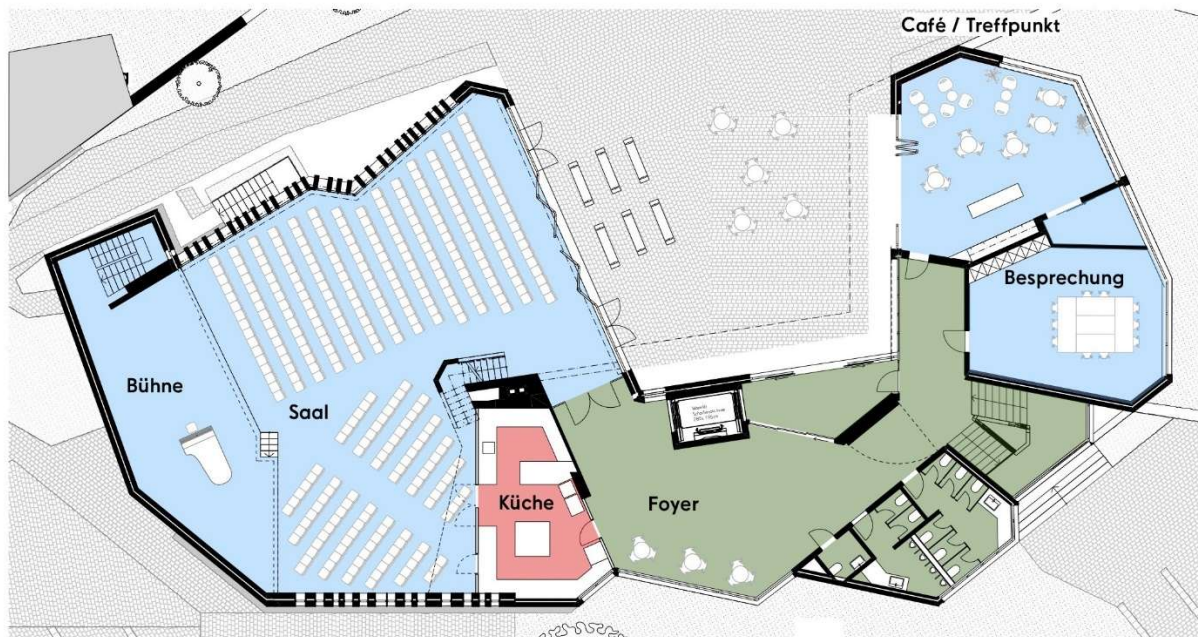 Café / Treffpunkt
Besprechung
Bühne
Saal
Küche
Foyer